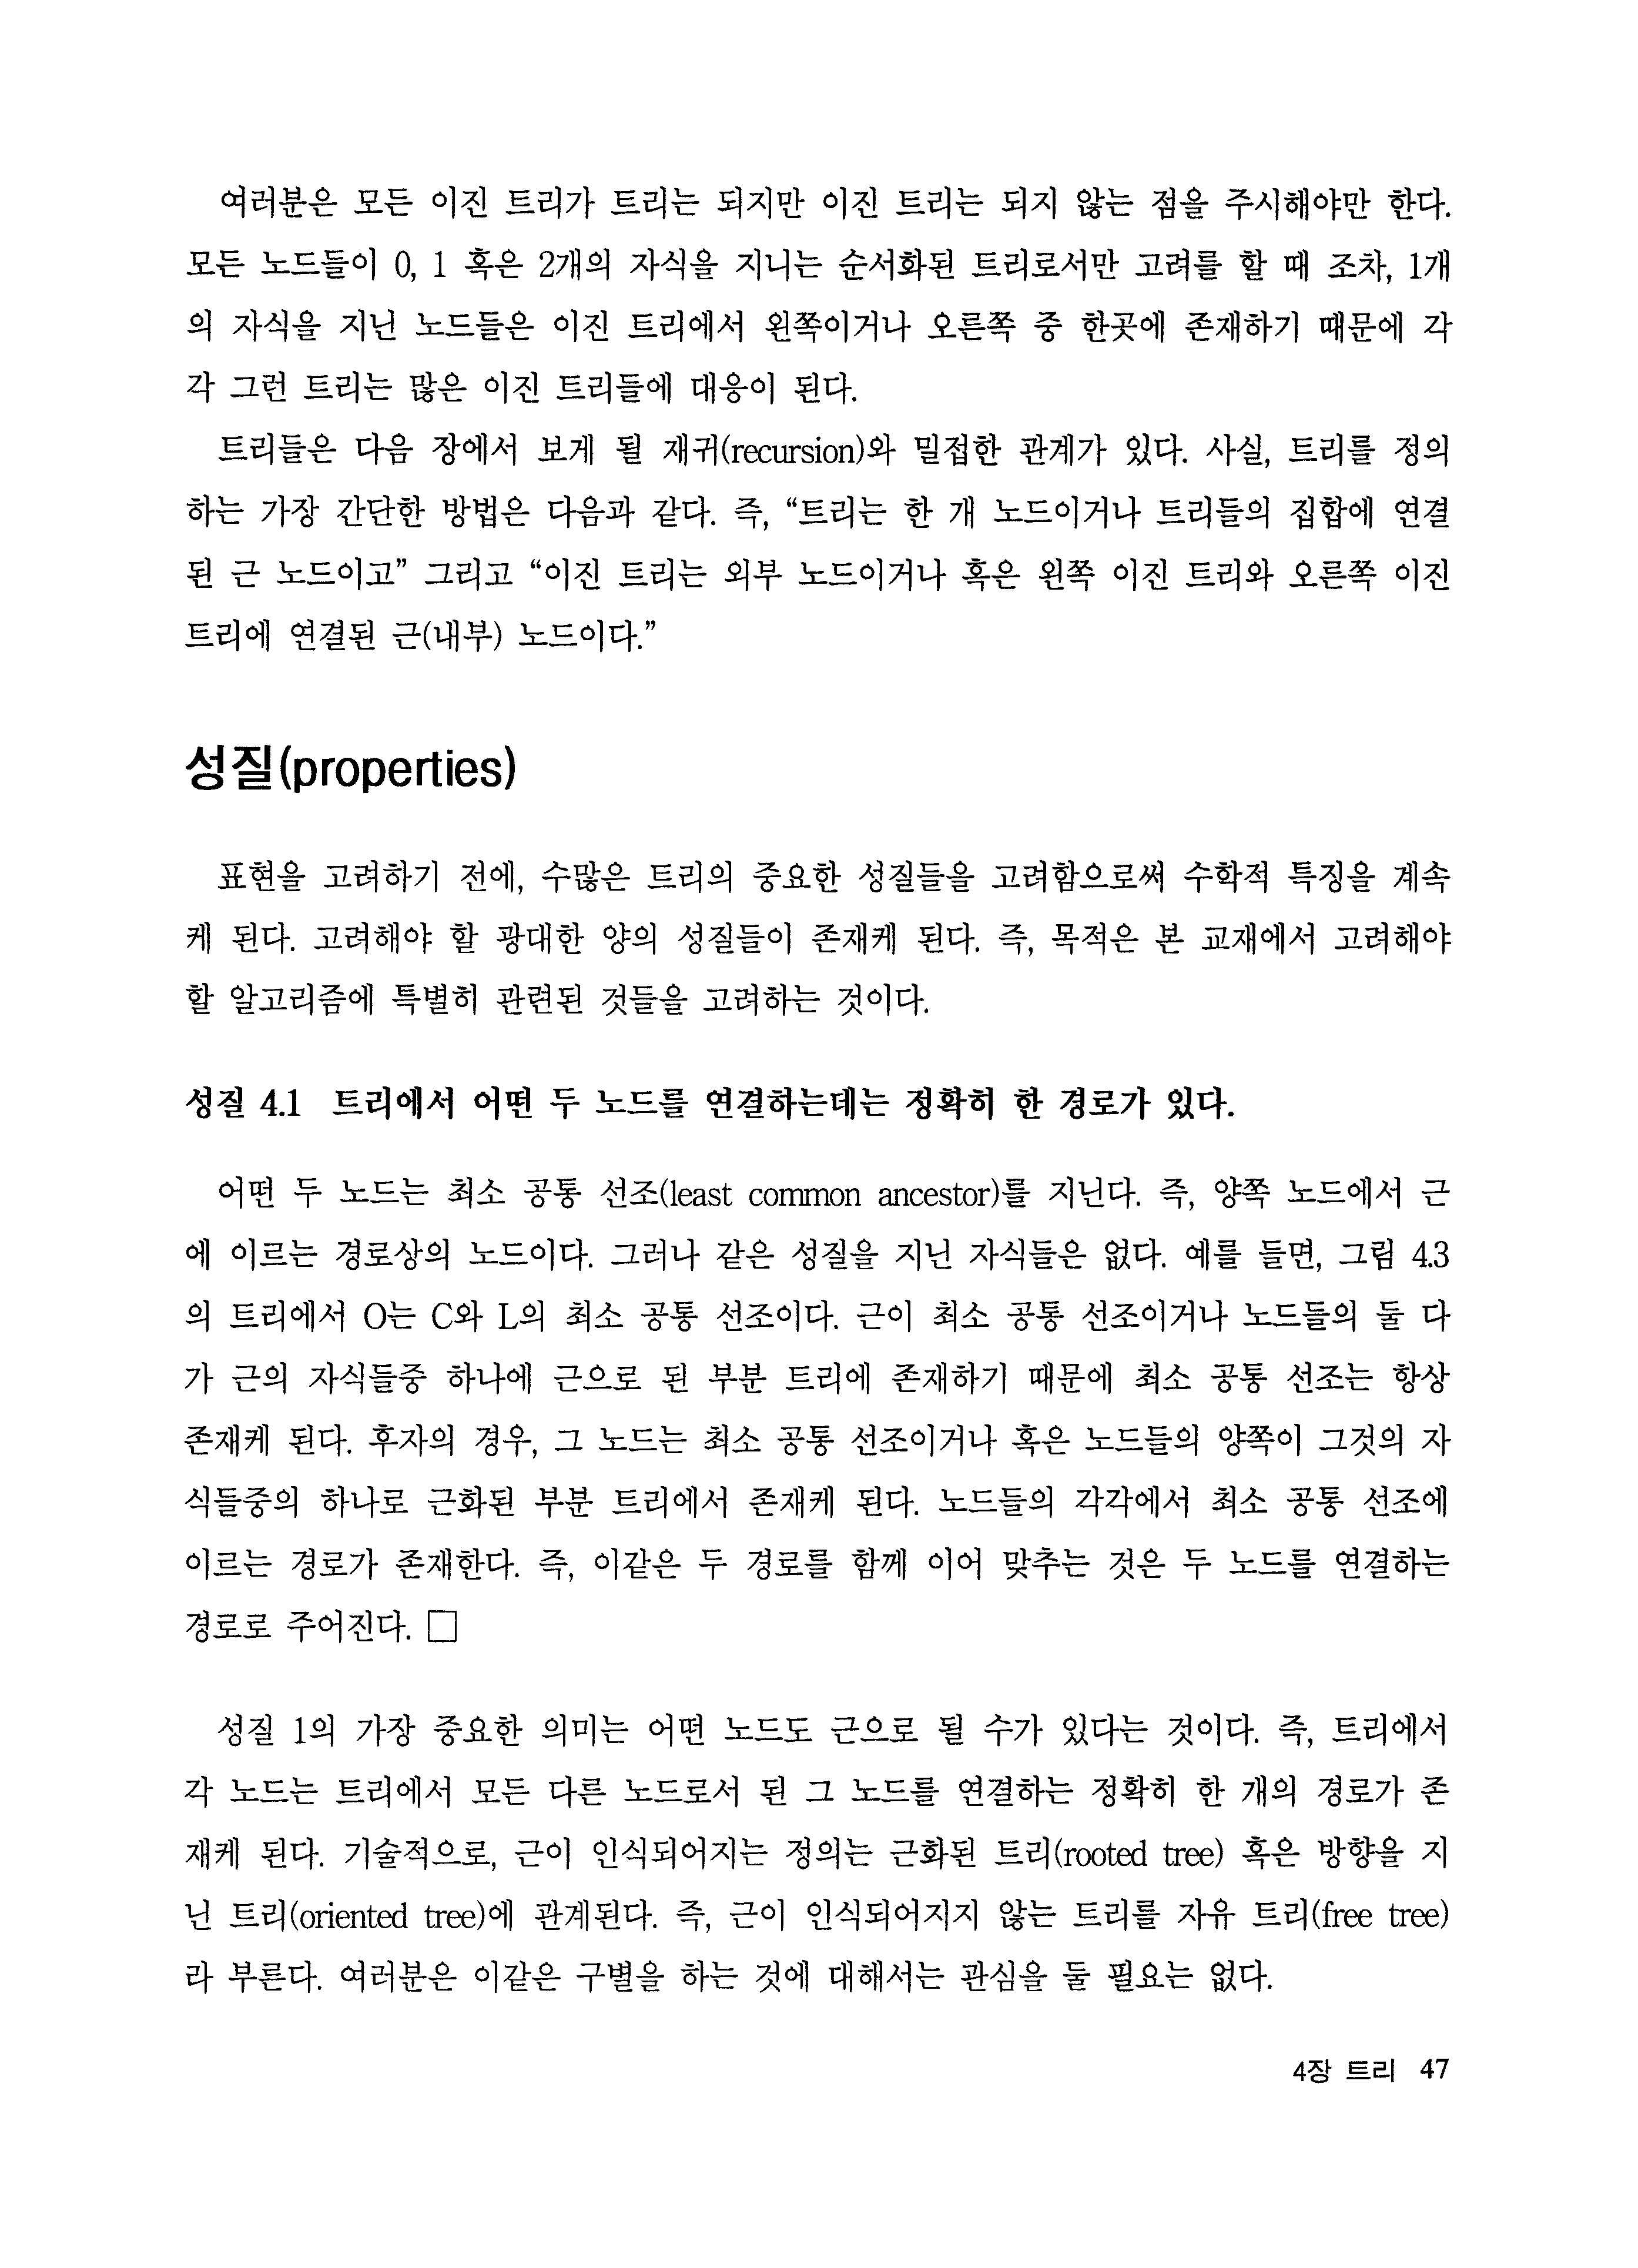 여러분은 모든 이진 트리가 트리는 되지만 이진 트리는 되지 않는 점을 주시해야만 한다.
모든 노드들이 0, 1 혹은 2개의 자식을 지니는 순서화된 트리로서만 고려를 할 때 조차, 1개
의 자식을 지닌 노드들은 이진 트리에서 왼쪽이거나 오른쪽 중 한곳에 존재하기 때문에 각
각 그런 트리는 많은 이진 트리들에 대응이 된다.
트리들은 다음 장에서 보게 될 재귀(recursion)와 밀접한 관계가 있다. 사실, 트리를 정의
하는 가장 간단한 방법은 다음과 같다. 즉, “트리는 한 개 노드이거나 트리들의 집합에 연결
된 근 노드이고” 그리고 “이진 트리는 외부 노드이거나 혹은 왼쪽 이진 트리와 오른쪽 이진
트리에 연결된 근(내부) 노드이다.”
성질(properties)
표현을 고려하기 전에, 수많은 트리의 중요한 성질들을 고려함으로써 수학적 특징을 계속
케 된다. 고려해야 할 광대한 양의 성질들이 존재케 된다. 즉, 목적은 본 교재에서 고려해야
할 알고리즘에 특별히 관련된 것들을 고려하는 것이다.
성질 4.1 트리에서 어떤 두 노드를 연결하는데는 정확히 한 경로가 있다.
어떤 두 노드는 최소 공통 선조(least common ancestor)를 지닌다. 즉, 양쪽 노드에서 근
에 이르는 경로상의 노드이다. 그러나 같은 성질을 지닌 자식들은 없다. 예를 들면, 그림 4.3
의 트리에서 O는 C와 L의 최소 공통 선조이다. 근이 최소 공통 선조이거나 노드들의 둘 다
가 근의 자식들중 하나에 근으로 된 부분 트리에 존재하기 때문에 최소 공통 선조는 항상
존재케 된다. 후자의 경우, 그 노드는 최소 공통 선조이거나 혹은 노드들의 양쪽이 그것의 자
식들중의 하나로 근화된 부분 트리에서 존재케 된다. 노드들의 각각에서 최소 공통 선조에
이르는 경로가 존재한다. 즉, 이같은 두 경로를 함께 이어 맞추는 것은 두 노드를 연결하는
경로로 주어진다. □
성질 1의 가장 중요한 의미는 어떤 노드도 근으로 될 수가 있다는 것이다. 즉, 트리에서
각 노드는 트리에서 모든 다른 노드로서 된 그 노드를 연결하는 정확히 한 개의 경로가 존
재케 된다. 기술적으로, 근이 인식되어지는 정의는 근화된 트리(rooted tree) 혹은 방향을 지
닌 트리(oriented tree)에 관계된다. 즉, 근이 인식되어지지 않는 트리를 자유 트리(free tree)
라 부른다. 여러분은 이같은 구별을 하는 것에 대해서는 관심을 둘 필요는 없다.
4장 트리 47